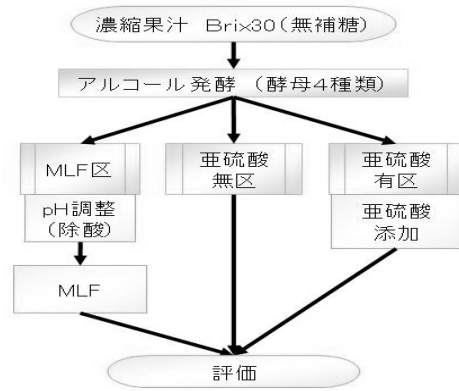 濃縮果汁 Brix30(無補糖)
アルコール発酵 (酵母4種類)
MLF区
pH調整
(除酸)
MLF
亜硫酸
無区
亜硫酸
有区
亜硫酸
添加
評価